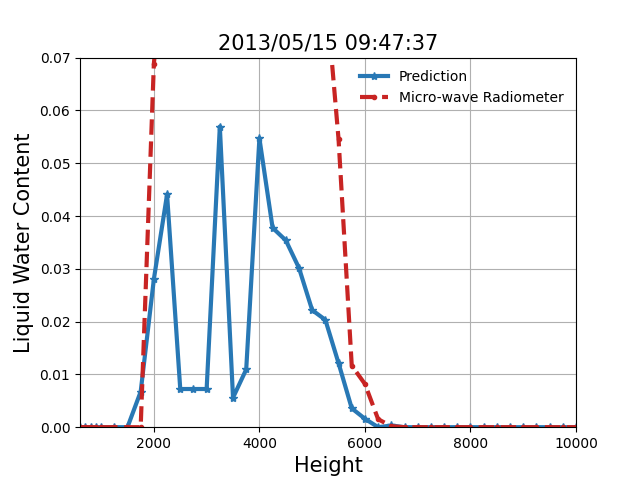 2013/05/15 09:47:37
Prediction
Micro-wave Radiometer
Liquid Water Content
0.07
0.06
0.05
0.04
0.03
0.02
0.01
0.00
2000 4000 6000 8000 10000
Height